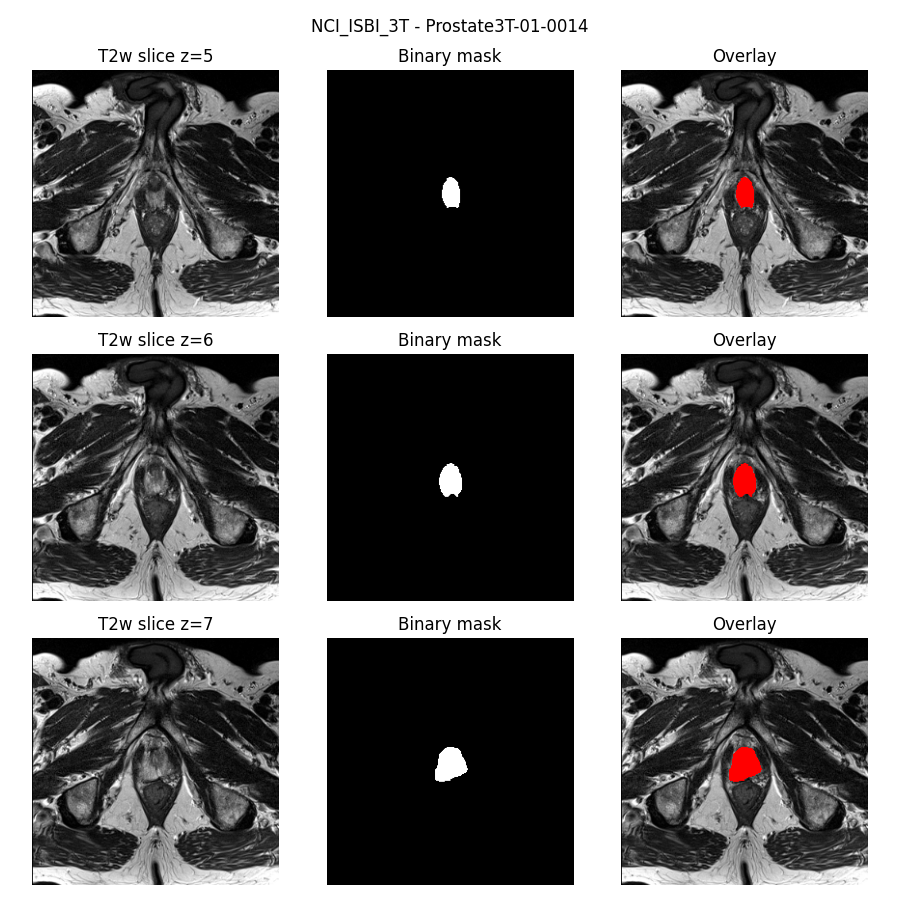 NCI_ISBI_3T - Prostate3T-01-0014
T2w slice z=5
Binary mask
Overlay
T2w slice z=6
Binary mask
Overlay
T2w slice z=7
Binary mask
Overlay